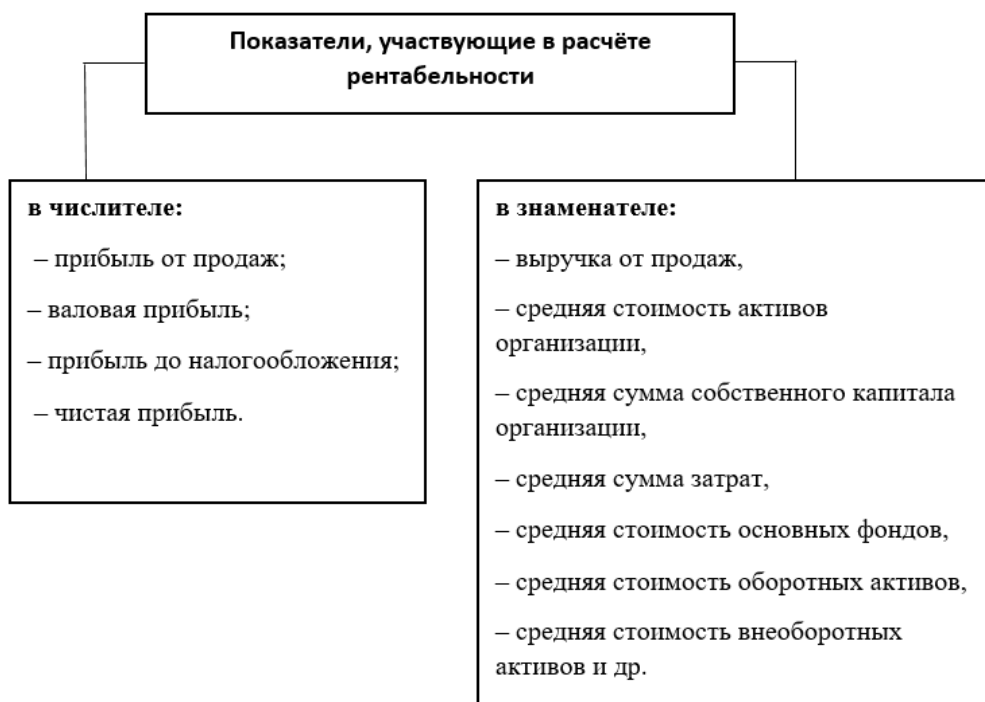 Показатели, участвующие в расчёте
рентабельности
в числителе:
– прибыль от продаж;
– валовая прибыль;
– прибыль до налогообложения;
– чистая прибыль.
в знаменателе:
– выручка от продаж,
– средняя стоимость активов
организации,
– средняя сумма собственного капитала
организации,
– средняя сумма затрат,
– средняя стоимость основных фондов,
– средняя стоимость оборотных активов,
– средняя стоимость внеоборотных
активов и др.